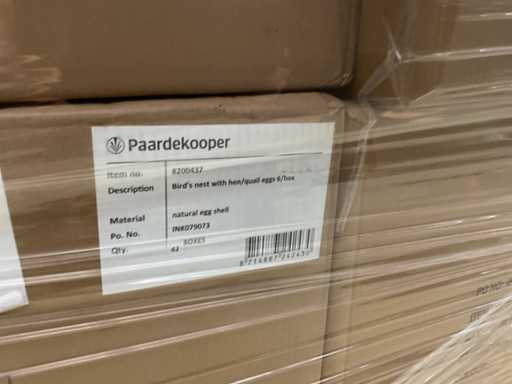 Paardekooper
Item no. 8200437
Description Bird's nest with hen/quail eggs 6/box
Material natural egg shell
Po. No. INK079073
Qty. 42 BOXES